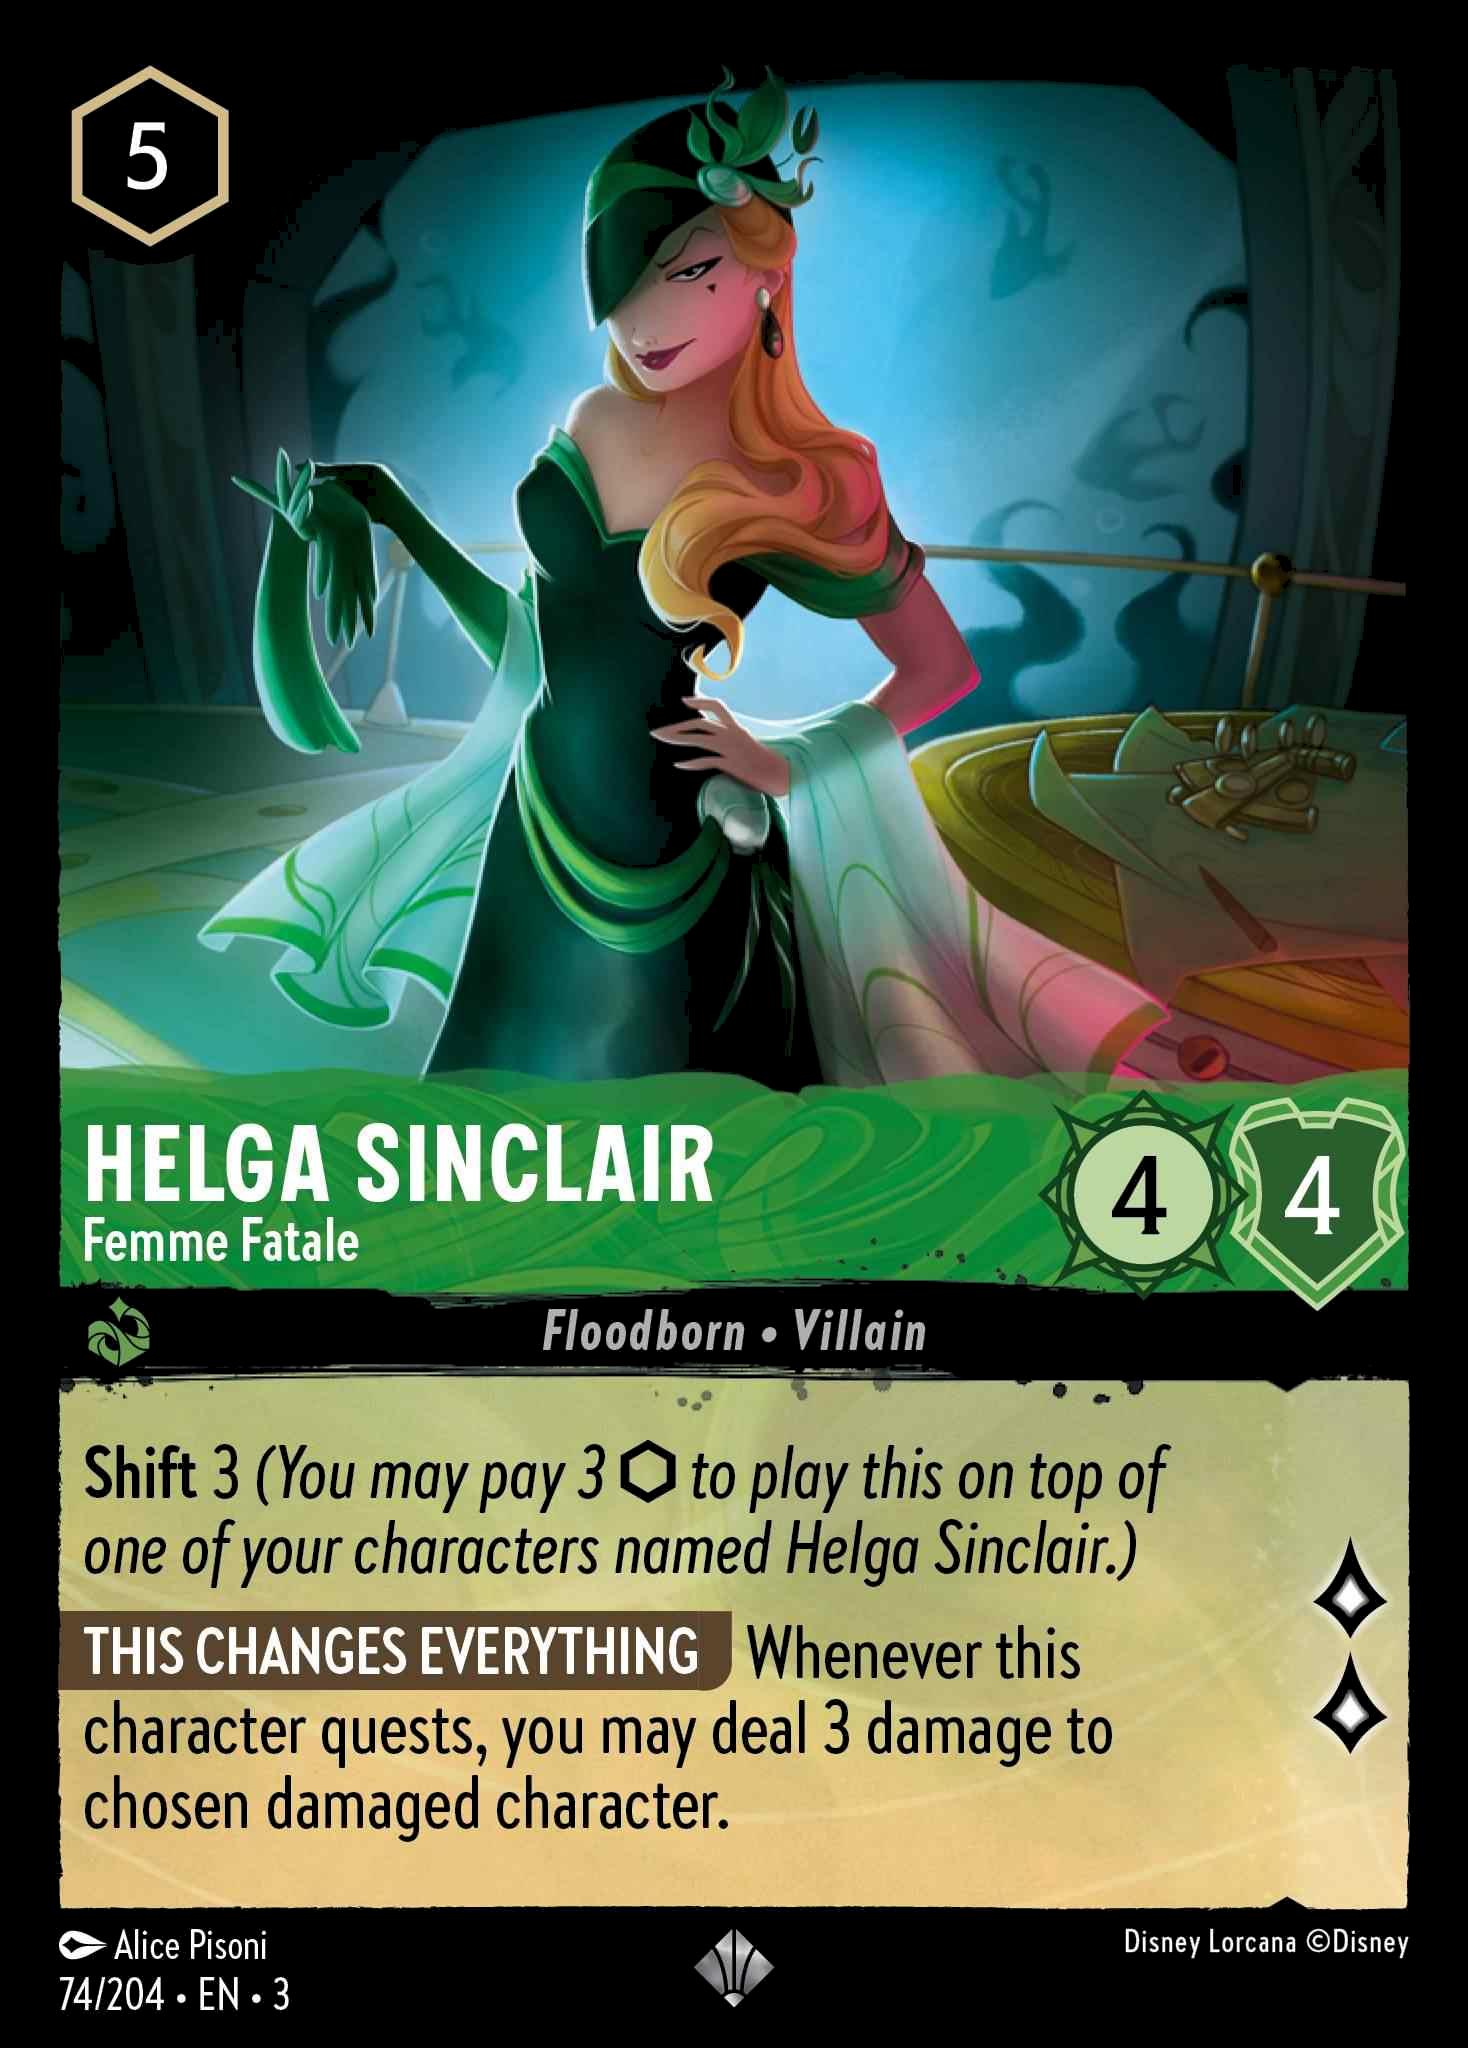 5
HELGA SINCLAIR
Femme Fatale
4
4
Floodborn • Villain
Shift 3 (You may pay 3 ⬡ to play this on top of
one of your characters named Helga Sinclair.)
THIS CHANGES EVERYTHING Whenever this
character quests, you may deal 3 damage to
chosen damaged character.
Alice Pisoni
Disney Lorcana ©Disney
74/204 • EN • 3